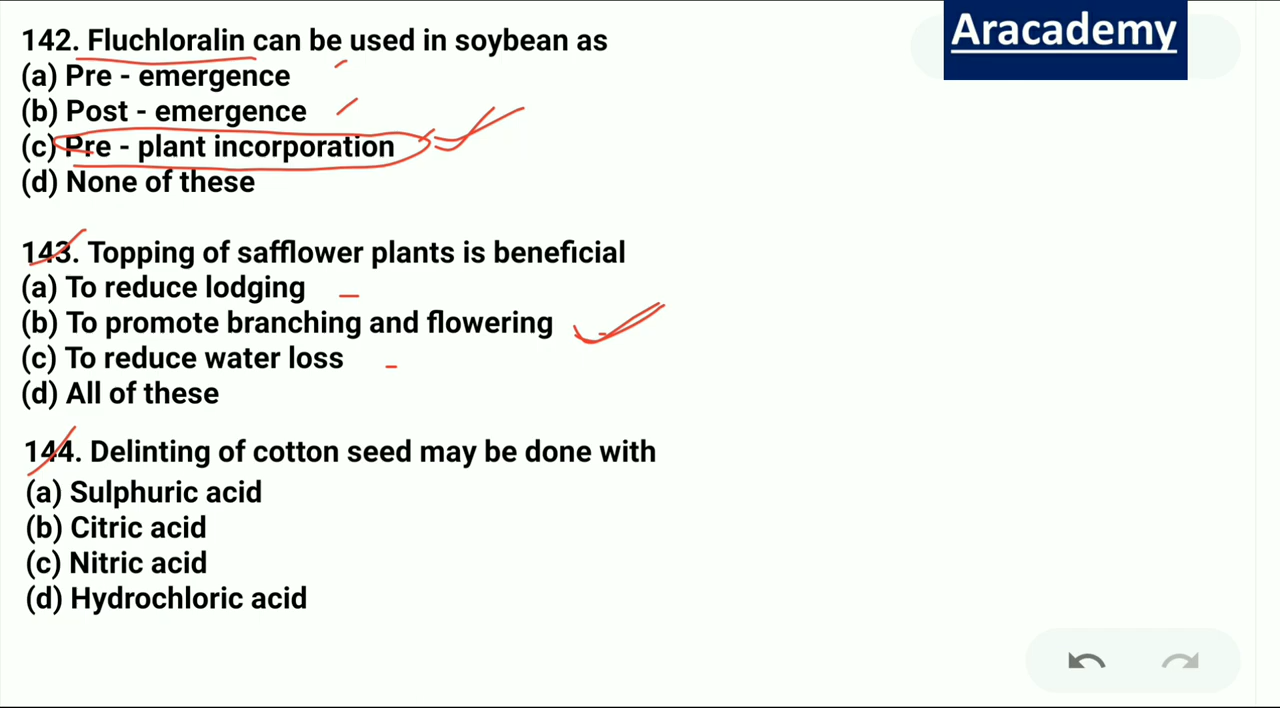 Aracademy
142. Fluchloralin can be used in soybean as
(a) Pre - emergence
(b) Post - emergence
(c) Pre - plant incorporation
(d) None of these
143. Topping of safflower plants is beneficial
(a) To reduce lodging
(b) To promote branching and flowering
(c) To reduce water loss
(d) All of these
144. Delinting of cotton seed may be done with
(a) Sulphuric acid
(b) Citric acid
(c) Nitric acid
(d) Hydrochloric acid